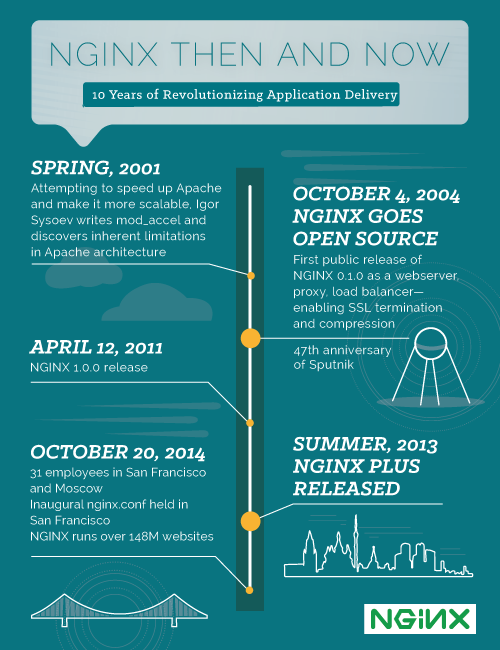 NGINX THEN AND NOW
10 Years of Revolutionizing Application Delivery
SPRING, 2001
Attempting to speed up Apache
and make it more scalable, Igor
Sysoev writes mod_accel and
discovers inherent limitations
in Apache architecture
OCTOBER 4, 2004
NGINX GOES
OPEN SOURCE
First public release of
NGINX 0.1.0 as a webserver,
proxy, load balancer—
enabling SSL termination
and compression
47th anniversary
of Sputnik
APRIL 12, 2011
NGINX 1.0.0 release
SUMMER, 2013
NGINX PLUS
RELEASED
OCTOBER 20, 2014
31 employees in San Francisco
and Moscow
Inaugural nginx.conf held in
San Francisco
NGINX runs over 148M websites
NGiNX